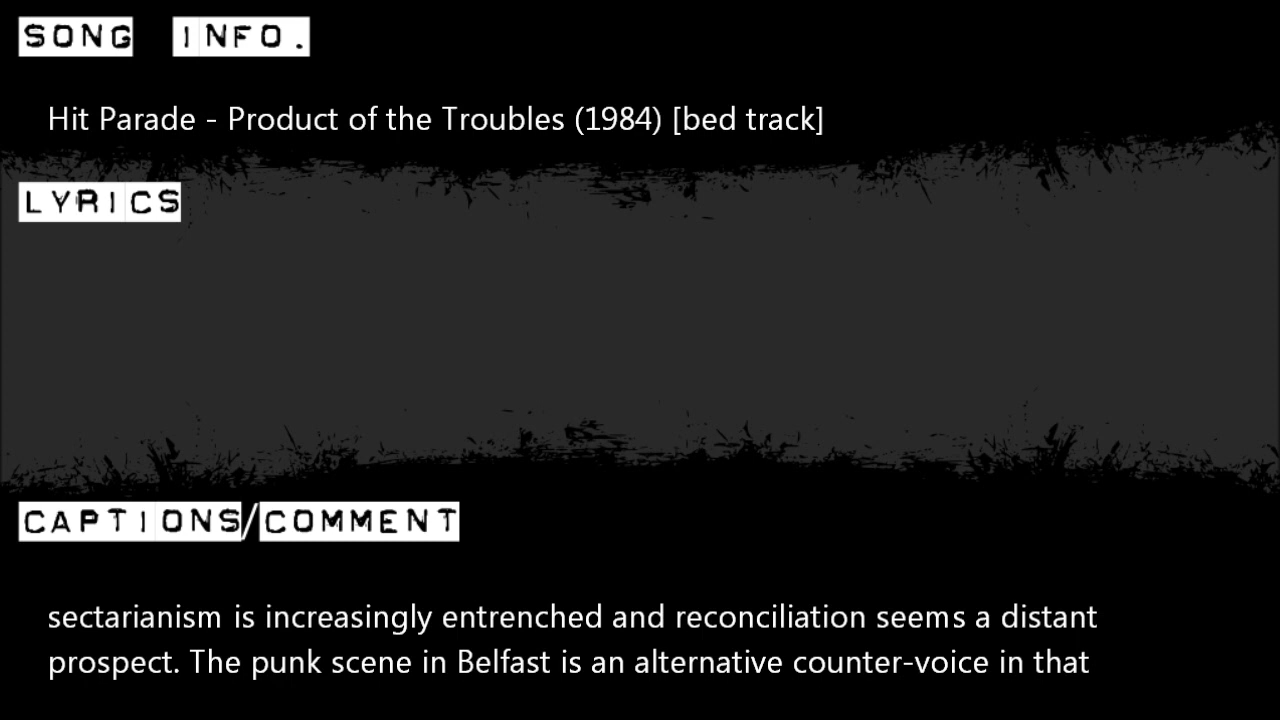 SONG INFO.
Hit Parade - Product of the Troubles (1984) [bed track]
LYRICS
CAPTIONS/COMMENT
sectarianism is increasingly entrenched and reconciliation seems a distant
prospect. The punk scene in Belfast is an alternative counter-voice in that